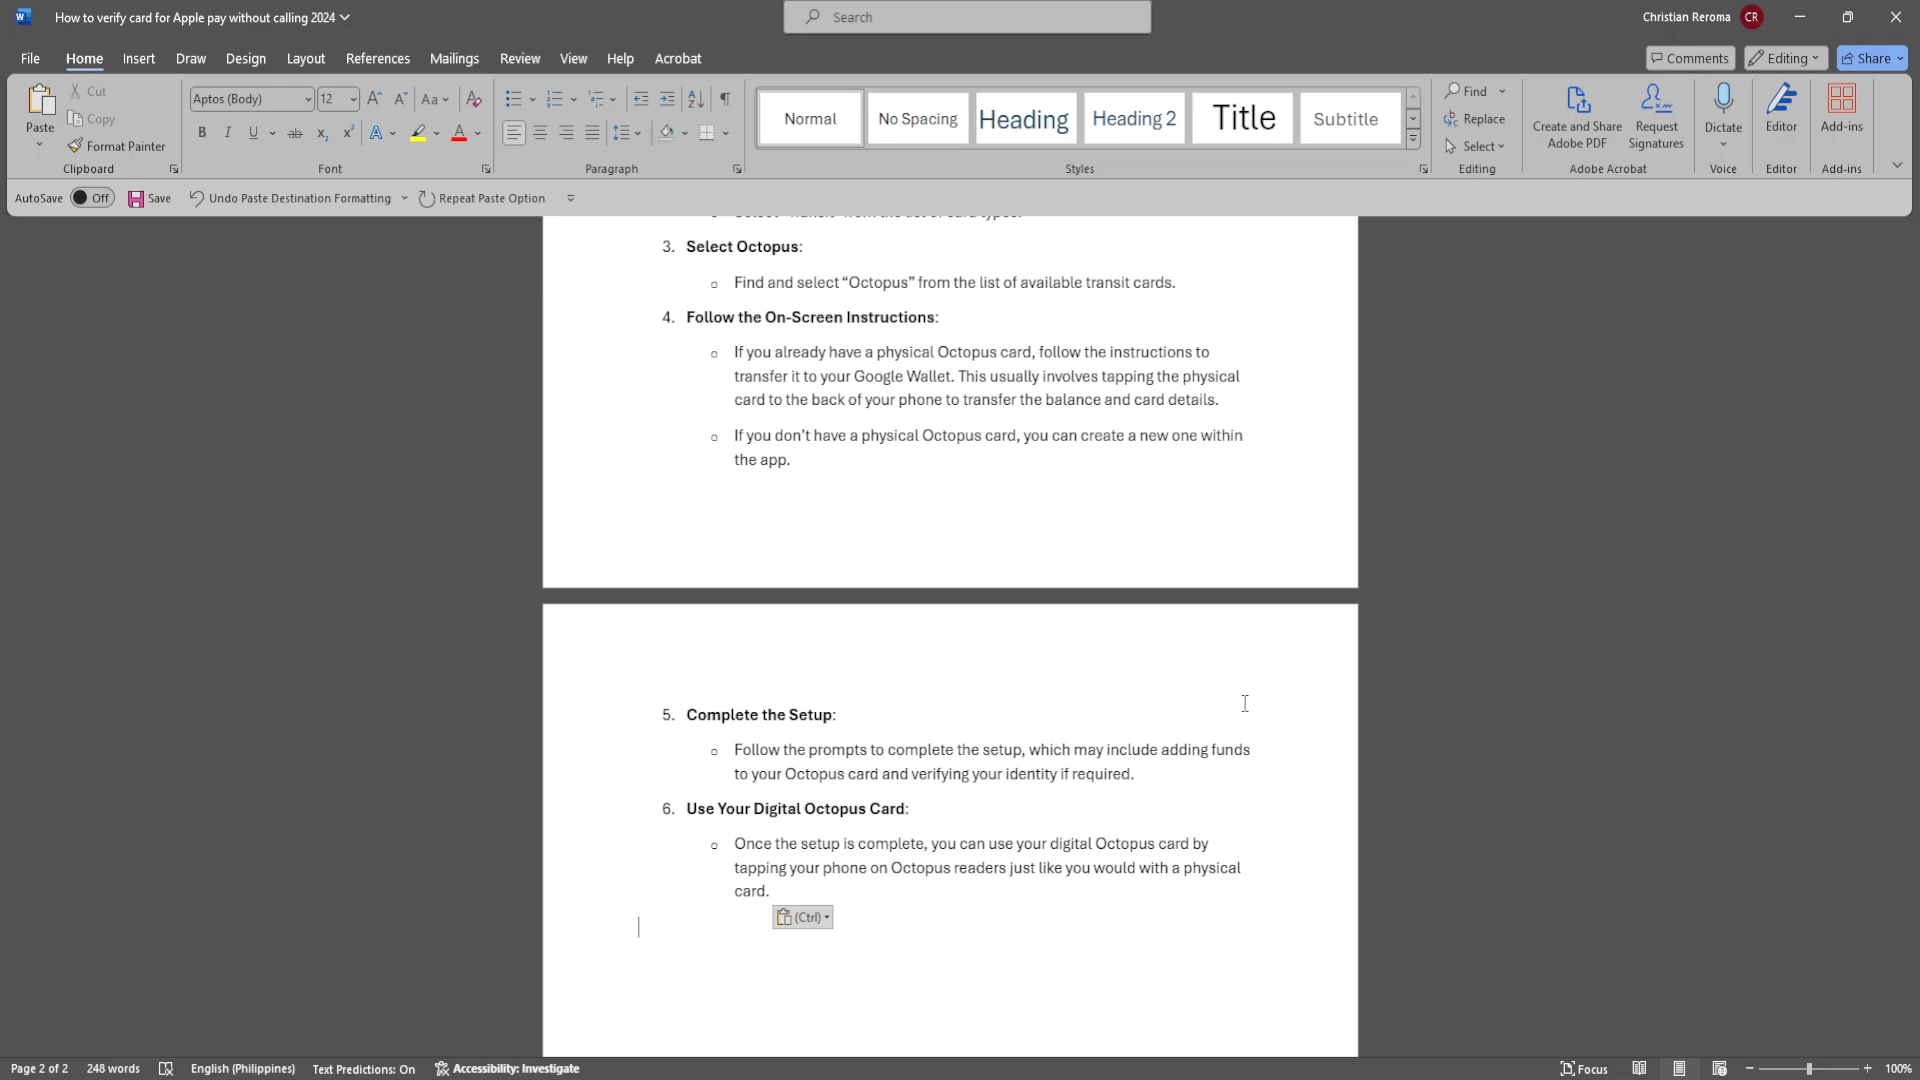 How to verify card for Apple pay without calling 2024
Search
Christian Reroma CR
File Home Insert Draw Design Layout References Mailings Review View Help Acrobat
Comments Editing Share
Paste
Cut
Copy
Format Painter
Clipboard
Aptos (Body) 12
Font
Paragraph
Normal No Spacing Heading Heading 2 Title Subtitle
Styles
Find
Replace
Select
Editing
Create and Share Adobe PDF
Request Signatures
Adobe Acrobat
Dictate
Voice
Editor
Editor
Add-ins
Add-ins
AutoSave Off Save Undo Paste Destination Formatting Repeat Paste Option
3. Select Octopus:
o Find and select “Octopus” from the list of available transit cards.
4. Follow the On-Screen Instructions:
o If you already have a physical Octopus card, follow the instructions to
transfer it to your Google Wallet. This usually involves tapping the physical
card to the back of your phone to transfer the balance and card details.
o If you don’t have a physical Octopus card, you can create a new one within
the app.
5. Complete the Setup:
o Follow the prompts to complete the setup, which may include adding funds
to your Octopus card and verifying your identity if required.
6. Use Your Digital Octopus Card:
o Once the setup is complete, you can use your digital Octopus card by
tapping your phone on Octopus readers just like you would with a physical
card.
(Ctrl)
Page 2 of 2 248 words English (Philippines) Text Predictions: On Accessibility: Investigate
Focus 100%